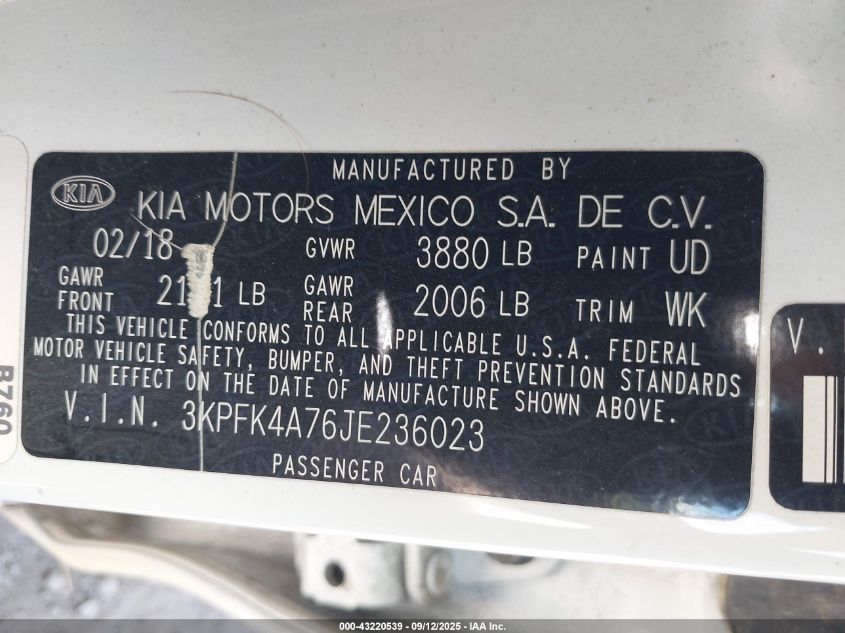 MANUFACTURED BY
KIA
KIA MOTORS MEXICO S.A. DE C.V.
02/18 GVWR 3880 LB PAINT UD
GAWR FRONT LB GAWR REAR 2006 LB TRIM WK
THIS VEHICLE CONFORMS TO ALL APPLICABLE U.S.A. FEDERAL
MOTOR VEHICLE SAFETY, BUMPER, AND THEFT PREVENTION STANDARDS
IN EFFECT ON THE DATE OF MANUFACTURE SHOWN ABOVE.
V.I.N. 3KPFK4A76JE236023
PASSENGER CAR
V.
000-43220539 - 09/12/2025 - IAA Inc.